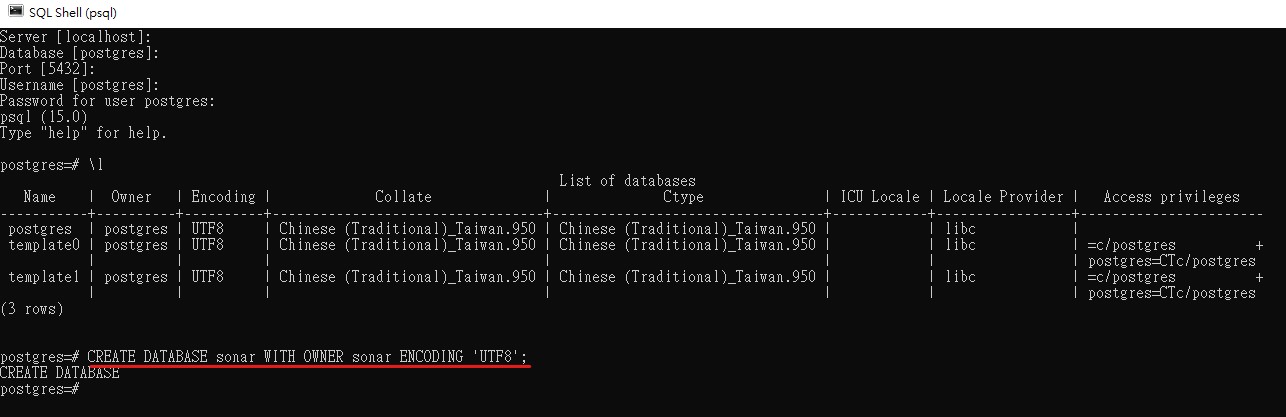 SQL Shell (psql)
Server [localhost]:
Database [postgres]:
Port [5432]:
Username [postgres]:
Password for user postgres:
psql (15.0)
Type "help" for help.
postgres=# \l
List of databases
Name | Owner | Encoding | Collate | Ctype | ICU Locale | Locale Provider | Access privileges
-----------+----------+----------+-----------------------------------+-----------------------------------+------------+-----------------+-----------------------
postgres | postgres | UTF8 | Chinese (Traditional)_Taiwan.950 | Chinese (Traditional)_Taiwan.950 | | libc |
template0 | postgres | UTF8 | Chinese (Traditional)_Taiwan.950 | Chinese (Traditional)_Taiwan.950 | | libc | =c/postgres +
| | | | | | | postgres=CTc/postgres
template1 | postgres | UTF8 | Chinese (Traditional)_Taiwan.950 | Chinese (Traditional)_Taiwan.950 | | libc | =c/postgres +
| | | | | | | postgres=CTc/postgres
(3 rows)
postgres=# CREATE DATABASE sonar WITH OWNER sonar ENCODING 'UTF8';
CREATE DATABASE
postgres=#